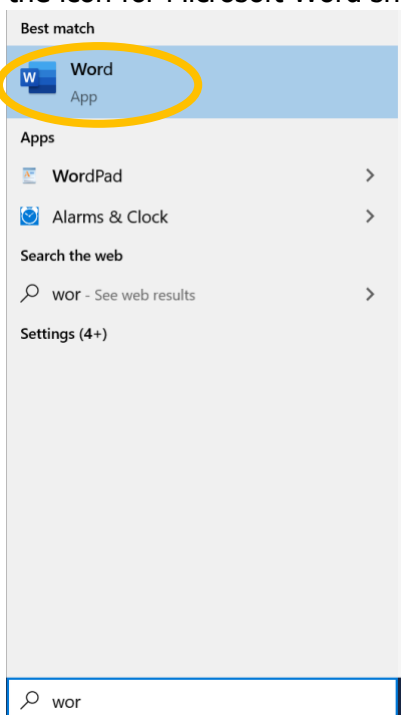 the icon for Microsoft Word sh
Best match
W
Word
App
Apps
WordPad
Alarms & Clock
Search the web
wor - See web results
Settings (4+)
wor